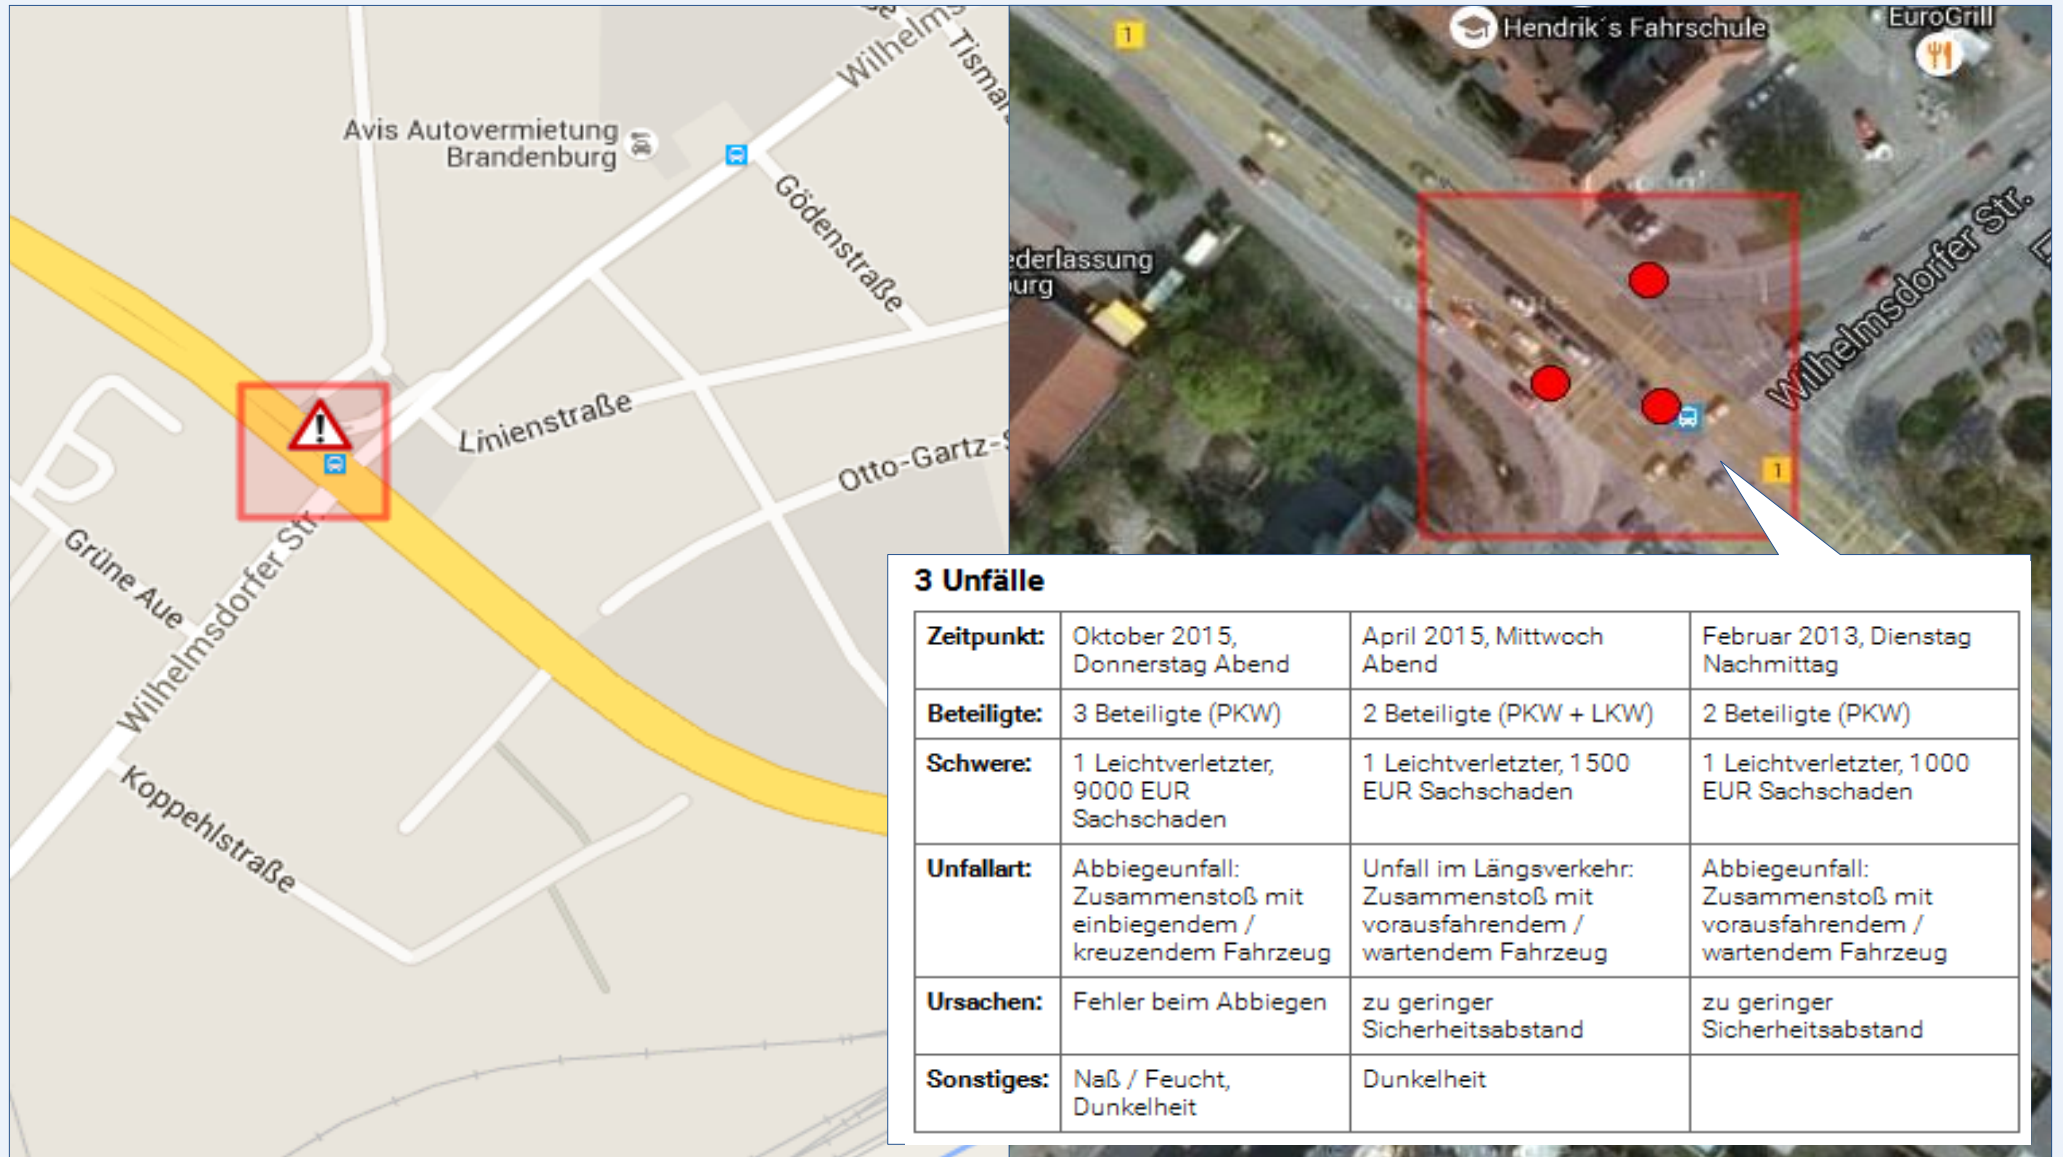 Wilhelms
Tismar
Avis Autovermietung
Brandenburg
Gödenstraße
Linienstraße
Otto-Gartz-S
Grüne Aue
Wilhelmsdorfer Str.
Koppehlstraße
1
Hendrik´s Fahrschule
EuroGrill
ederlassung
urg
Wilhelmsdorfer Str.
1
3 Unfälle
Zeitpunkt: Oktober 2015, April 2015, Mittwoch Februar 2013, Dienstag
Donnerstag Abend Abend Nachmittag
Beteiligte: 3 Beteiligte (PKW) 2 Beteiligte (PKW + LKW) 2 Beteiligte (PKW)
Schwere: 1 Leichtverletzter, 1 Leichtverletzter, 1500 1 Leichtverletzter, 1000
9000 EUR EUR Sachschaden EUR Sachschaden
Sachschaden
Unfallart: Abbiegeunfall: Unfall im Längsverkehr: Abbiegeunfall:
Zusammenstoß mit Zusammenstoß mit Zusammenstoß mit
einbiegendem / vorausfahrendem / vorausfahrendem /
kreuzendem Fahrzeug wartendem Fahrzeug wartendem Fahrzeug
Ursachen: Fehler beim Abbiegen zu geringer zu geringer
Sicherheitsabstand Sicherheitsabstand
Sonstiges: Naß / Feucht, Dunkelheit
Dunkelheit